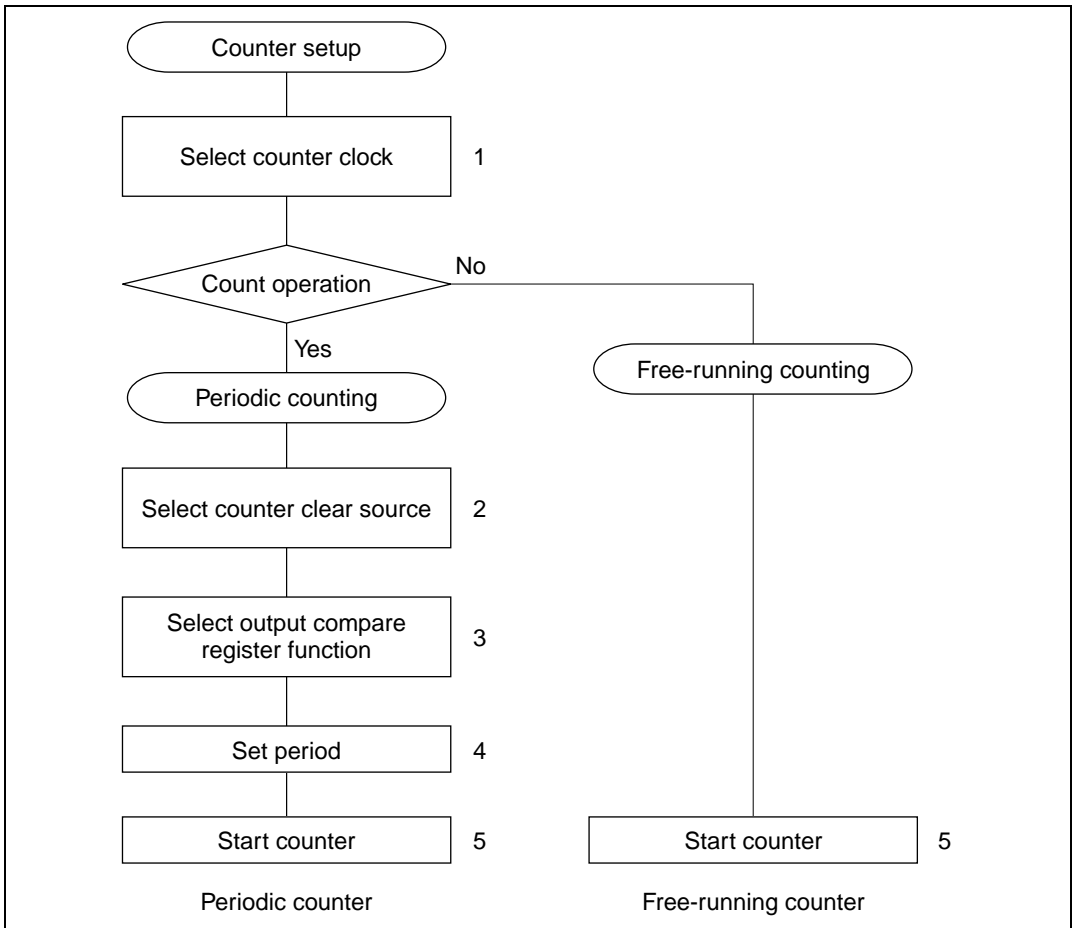 Counter setup
Select counter clock
1
Count operation
No
Yes
Periodic counting
Free-running counting
Select counter clear source
2
Select output compare
register function
3
Set period
4
Start counter
5
Start counter
5
Periodic counter
Free-running counter